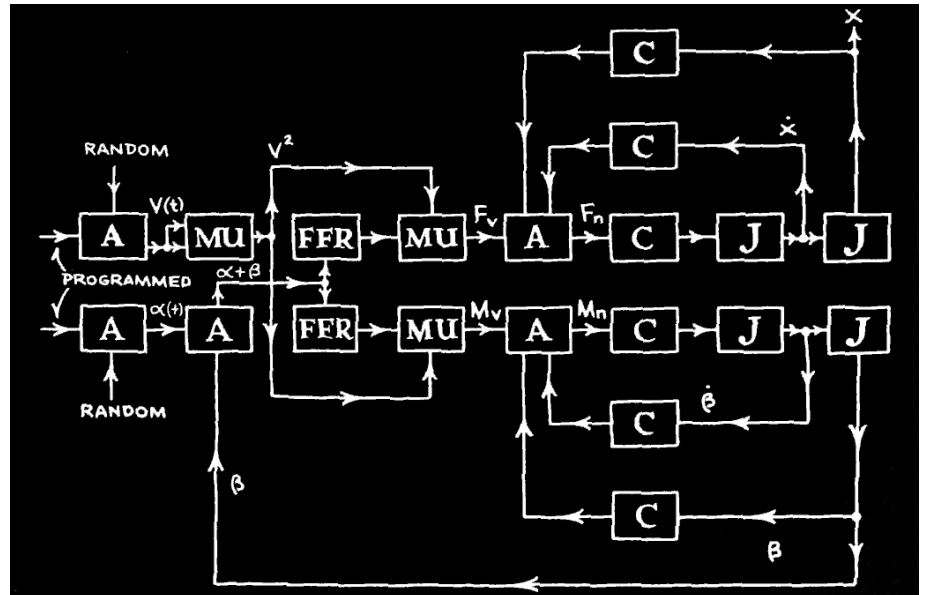 X
C
C
ẋ
RANDOM
V²
V(t)
A
MU
FFR
MU
Fᵥ
A
Fₙ
C
J
J
PROGRAMMED
α+β
α(t)
A
A
FFR
MU
Mᵥ
A
Mₙ
C
J
J
RANDOM
C
β̇
β
C
β